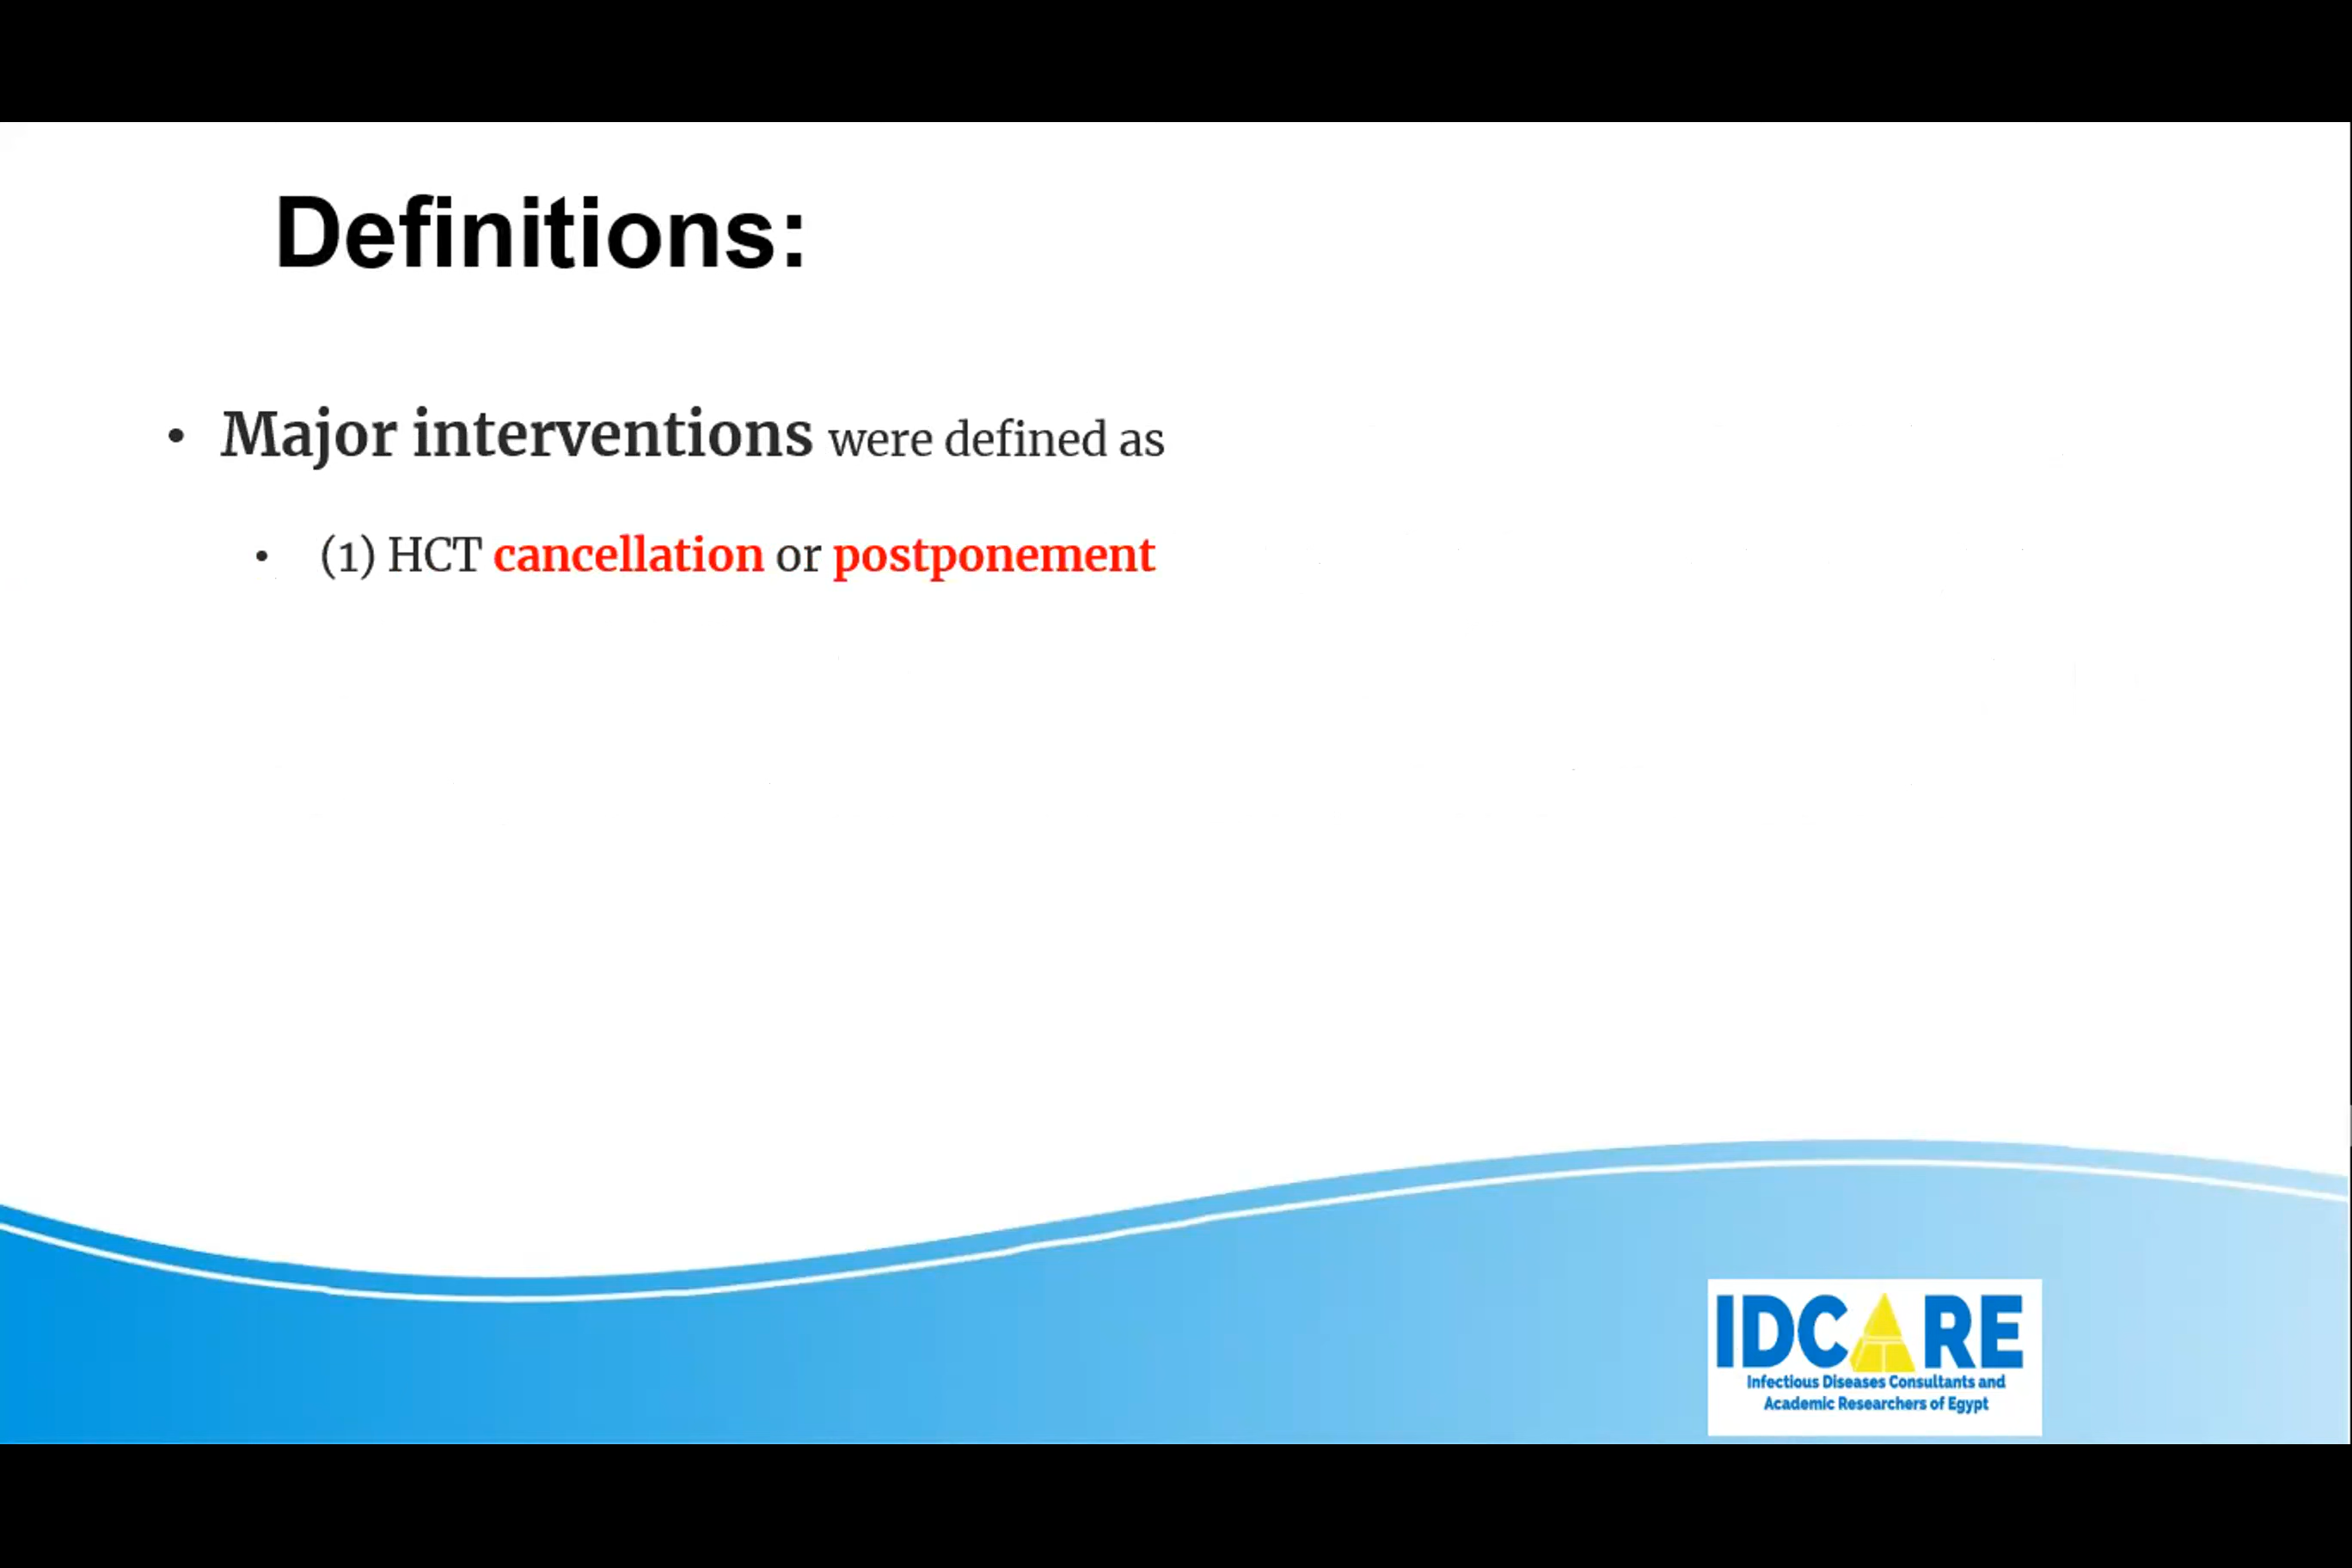 Definitions:
• Major interventions were defined as
• (1) HCT cancellation or postponement
IDCARE
Infectious Diseases Consultants and
Academic Researchers of Egypt